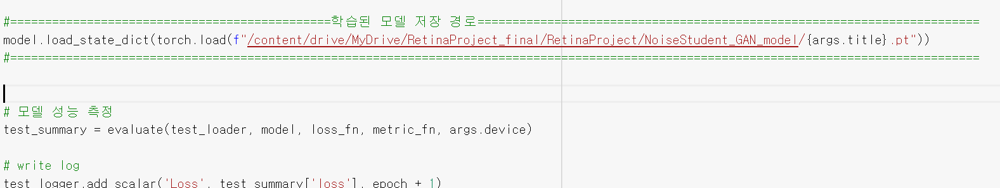 #==============================================학습된 모델 저장 경로========================================================================
model.load_state_dict(torch.load(f"/content/drive/MyDrive/RetinaProject_final/RetinaProject/NoiseStudent_GAN_model/{args.title}.pt"))
#===========================================================================================================================================
# 모델 성능 측정
test_summary = evaluate(test_loader, model, loss_fn, metric_fn, args.device)
# write log
test_logger.add_scalar('Loss', test_summary['loss'], epoch + 1)